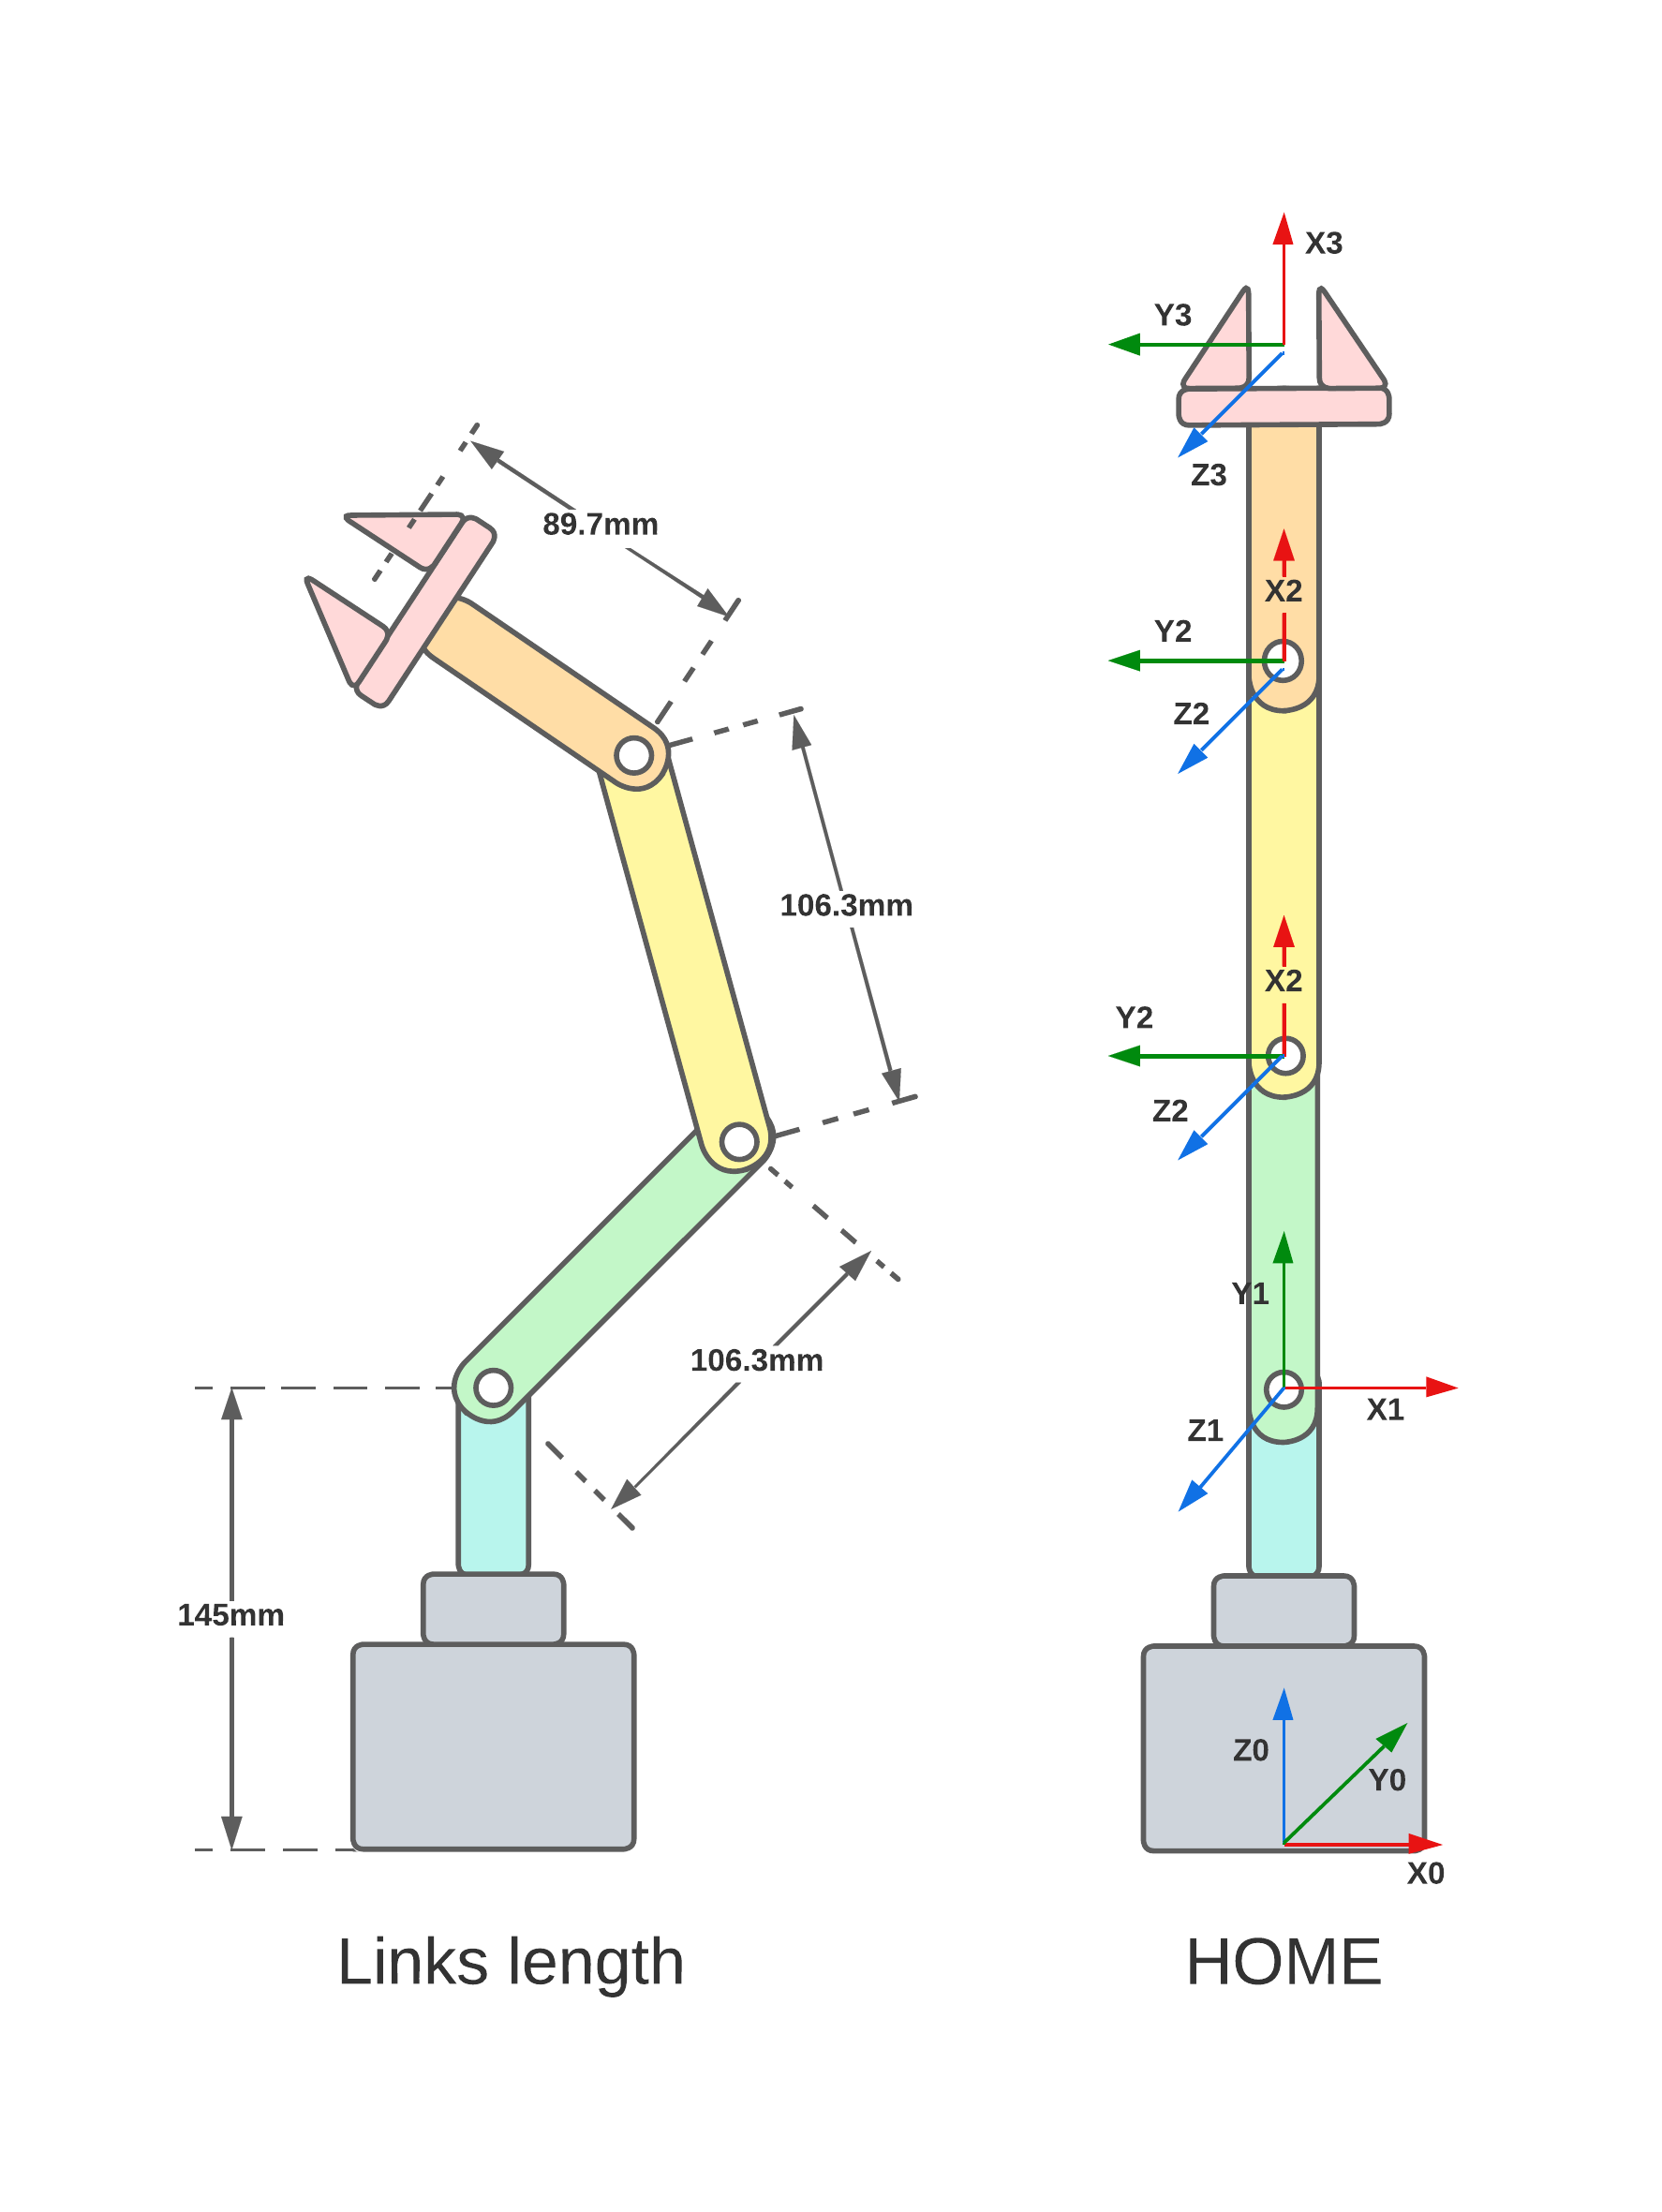 89.7mm
106.3mm
106.3mm
145mm
Links length
X3
Y3
Z3
X2
Y2
Z2
X2
Y2
Z2
Y1
X1
Z1
Z0
Y0
X0
HOME